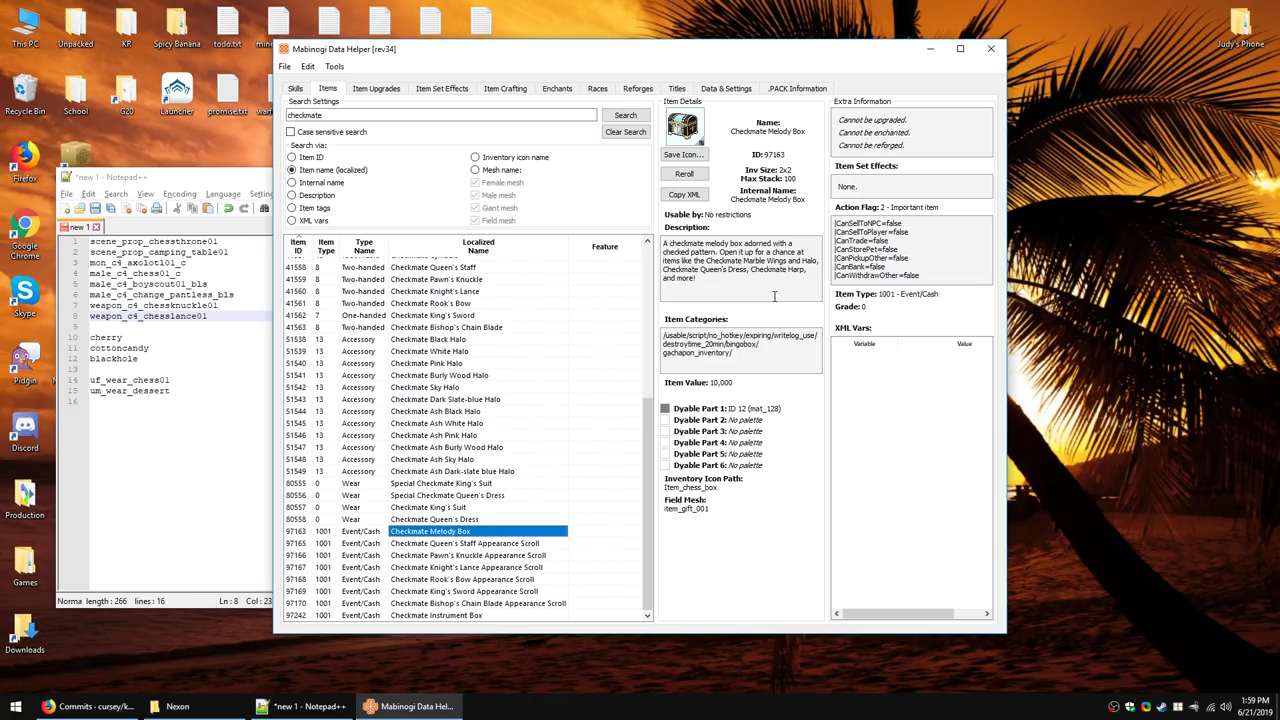 This PC
Unpacked
KR
Spicy Banana
todo.txt
Judy's Phone
Recycle Bin
School
G20
Launcher
promise.txt
Firefox
Google Chrome
Skype
Pidgin
Discord
Production
Games
Downloads
*new 1 - Notepad++
File Edit Search View Encoding Language
new 1
1 scene_prop_chessthrone01
2 scene_prop_camping_table01
3 mon_c4_axolotl01_c
4 male_c4_chess01_c
5 male_c4_boyscout01_bls
6 male_c4_change_pantless_bls
7 weapon_c4_chessknuckle01
8 weapon_c4_chesslance01
9
10 cherry
11 cottoncandy
12 blackhole
13
14 uf_wear_chess01
15 um_wear_dessert
16
Norma length : 266 lines : 16 Ln : 8 Col : 23
Mabinogi Data Helper [rev34]
File Edit Tools
Skills Items Item Upgrades Item Set Effects Item Crafting Enchants Races Reforges Titles Data & Settings .PACK Information
Search Settings
checkmate
Search
Case sensitive search
Clear Search
Search via:
Item ID
Item name (localized)
Internal name
Description
Item tags
XML vars
Inventory icon name
Mesh name:
Female mesh
Male mesh
Giant mesh
Field mesh
Item ID Item Type Type Name Localized Name Feature
41558 8 Two-handed Checkmate Queen's Staff
41559 8 Two-handed Checkmate Pawn's Knuckle
41560 8 Two-handed Checkmate Knight's Lance
41561 8 Two-handed Checkmate Rook's Bow
41562 7 One-handed Checkmate King's Sword
41563 8 Two-handed Checkmate Bishop's Chain Blade
51538 13 Accessory Checkmate Black Halo
51539 13 Accessory Checkmate White Halo
51540 13 Accessory Checkmate Pink Halo
51541 13 Accessory Checkmate Burly Wood Halo
51542 13 Accessory Checkmate Sky Halo
51543 13 Accessory Checkmate Dark Slate-blue Halo
51544 13 Accessory Checkmate Ash Black Halo
51545 13 Accessory Checkmate Ash White Halo
51546 13 Accessory Checkmate Ash Pink Halo
51547 13 Accessory Checkmate Ash Burly Wood Halo
51548 13 Accessory Checkmate Ash Sky Halo
51549 13 Accessory Checkmate Ash Dark-slate blue Halo
80555 0 Wear Special Checkmate King's Suit
80556 0 Wear Special Checkmate Queen's Dress
80557 0 Wear Checkmate King's Suit
80558 0 Wear Checkmate Queen's Dress
97163 1001 Event/Cash Checkmate Melody Box
97165 1001 Event/Cash Checkmate Queen's Staff Appearance Scroll
97166 1001 Event/Cash Checkmate Pawn's Knuckle Appearance Scroll
97167 1001 Event/Cash Checkmate Knight's Lance Appearance Scroll
97168 1001 Event/Cash Checkmate Rook's Bow Appearance Scroll
97169 1001 Event/Cash Checkmate King's Sword Appearance Scroll
97170 1001 Event/Cash Checkmate Bishop's Chain Blade Appearance Scroll
97242 1001 Event/Cash Checkmate Instrument Box
Item Details
Save Icon...
Reroll
Copy XML
Name:
Checkmate Melody Box
ID: 97163
Inv Size: 2x2
Max Stack: 100
Internal Name:
Checkmate Melody Box
Usable by: No restrictions
Description:
A checkmate melody box adorned with a
checked pattern. Open it up for a chance at
items like the Checkmate Marble Wings and Halo,
Checkmate Queen's Dress, Checkmate Harp,
and more!
Item Categories:
/usable/script/no_hotkey/expiring/writelog_use/
destroytime_20min/bingobox/
gachapon_inventory/
Item Value: 10,000
Dyable Part 1: ID 12 (mat_128)
Dyable Part 2: No palette
Dyable Part 3: No palette
Dyable Part 4: No palette
Dyable Part 5: No palette
Dyable Part 6: No palette
Inventory Icon Path:
Item_chess_box
Field Mesh:
item_gift_001
Extra Information
Cannot be upgraded.
Cannot be enchanted.
Cannot be reforged.
Item Set Effects:
None.
Action Flag: 2 - Important item
|CanSellToNPC=false
|CanSellToPlayer=false
|CanTrade=false
|CanStorePet=false
|CanPickupOther=false
|CanBank=false
|CanWithdrawOther=false
Item Type: 1001 - Event/Cash
Grade: 0
XML Vars:
Variable Value
Commits · cursey/k...
Nexon
*new 1 - Notepad++
Mabinogi Data Hel...
1:59 PM
6/21/2019